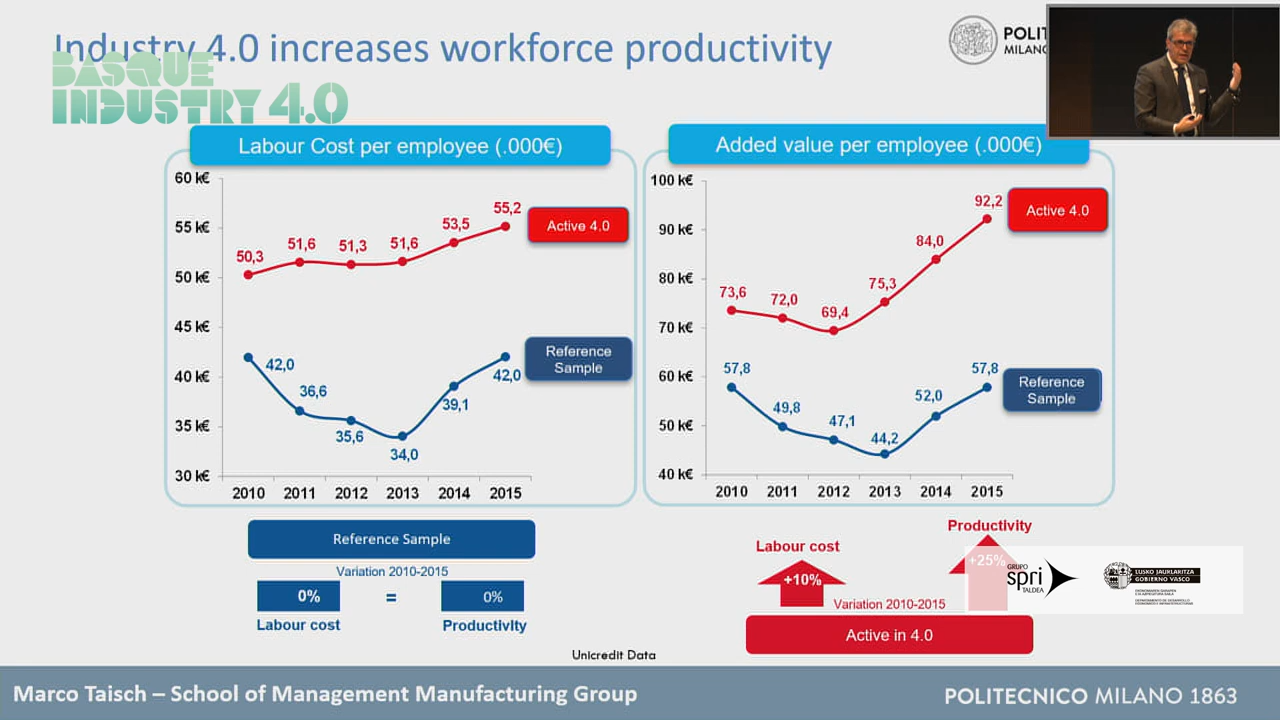 Industry 4.0 increases workforce productivity
BASQUE
INDUSTRY 4.0
MILANO
Labour Cost per employee (.000€)
60 k€
55 k€
50 k€
45 k€
40 k€
35 k€
30 k€
50,3
51,6
51,3
51,6
53,5
55,2
Active 4.0
42,0
36,6
35,6
34,0
39,1
42,0
Reference
Sample
2010 2011 2012 2013 2014 2015
Added value per employee (.000€)
100 k€
90 k€
80 k€
70 k€
60 k€
50 k€
40 k€
73,6
72,0
69,4
75,3
84,0
92,2
Active 4.0
57,8
49,8
47,1
44,2
52,0
57,8
Reference
Sample
2010 2011 2012 2013 2014 2015
Reference Sample
Variation 2010-2015
0% = 0%
Labour cost Productivity
Labour cost
+10%
Productivity
+25%
Variation 2010-2015
Active in 4.0
GRUPO
spri
TALDEA
EUSKO JAURLARITZA
GOBIERNO VASCO
Unicredit Data
Marco Taisch – School of Management Manufacturing Group
POLITECNICO MILANO 1863